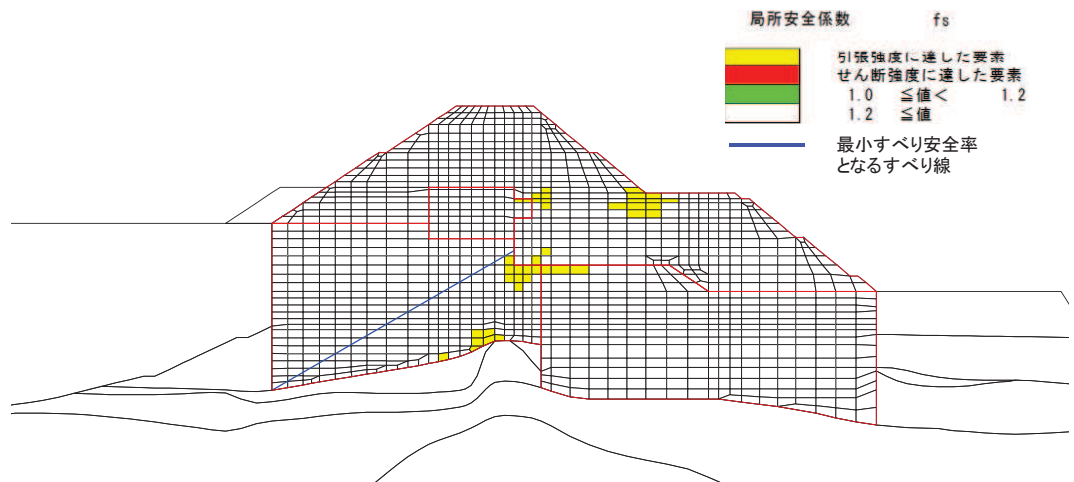 局所安全係数 fs
引張強度に達した要素
せん断強度に達した要素
1.0 ≦値< 1.2
1.2 ≦値
最小すべり安全率
となるすべり線